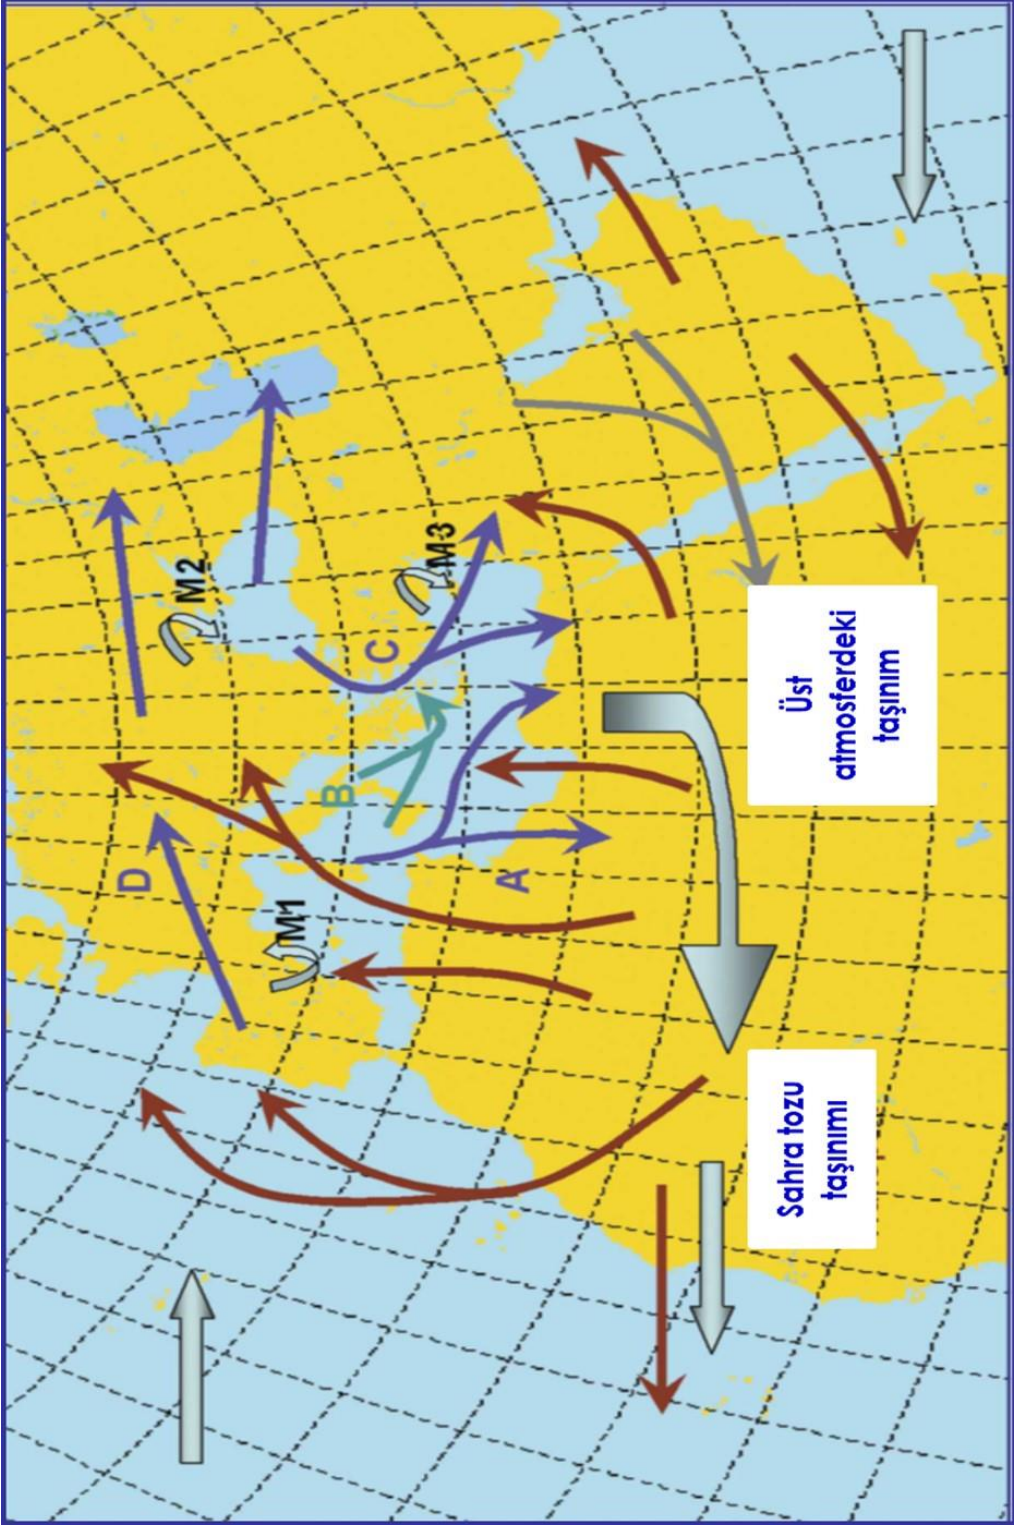 D
M2
M1
B
C
M3
A
Sahra tozu
taşınımı
Üst
atmosferdeki
taşınım